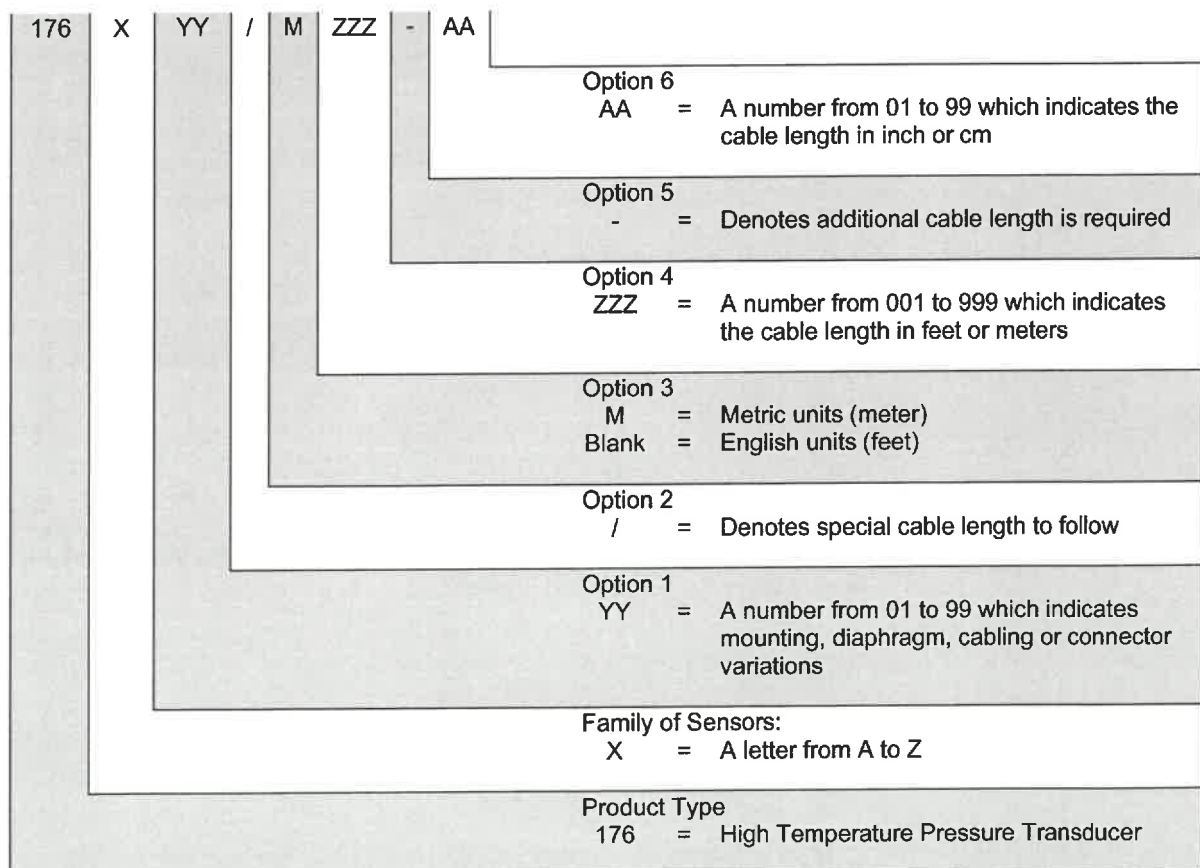 176 X YY / M ZZZ - AA
Option 6
AA = A number from 01 to 99 which indicates the
cable length in inch or cm
Option 5
- = Denotes additional cable length is required
Option 4
ZZZ = A number from 001 to 999 which indicates
the cable length in feet or meters
Option 3
M = Metric units (meter)
Blank = English units (feet)
Option 2
/ = Denotes special cable length to follow
Option 1
YY = A number from 01 to 99 which indicates
mounting, diaphragm, cabling or connector
variations
Family of Sensors:
X = A letter from A to Z
Product Type
176 = High Temperature Pressure Transducer